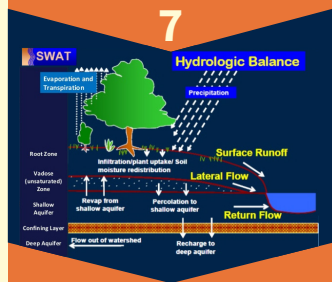 7
SWAT
Hydrologic Balance
Evaporation and
Transpiration
Precipitation
Root Zone
Infiltration/plant uptake/ Soil
moisture redistribution
Surface Runoff
Vadose
(unsaturated)
Zone
Lateral Flow
Shallow
Aquifer
Revap from
shallow aquifer
Percolation to
shallow aquifer
Return Flow
Confining Layer
Deep Aquifer
Flow out of watershed
Recharge to
deep aquifer